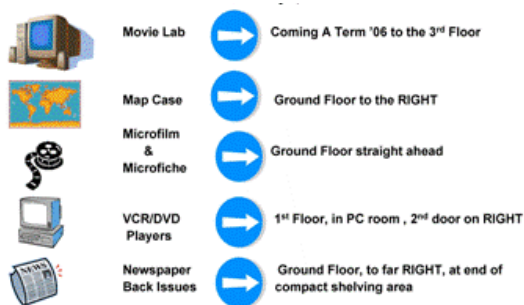 Movie Lab
Coming A Term '06 to the 3rd Floor
Map Case
Ground Floor to the RIGHT
Microfilm
&
Microfiche
Ground Floor straight ahead
VCR/DVD
Players
1st Floor, in PC room , 2nd door on RIGHT
NEWS
Newspaper
Back Issues
Ground Floor, to far RIGHT, at end of
compact shelving area